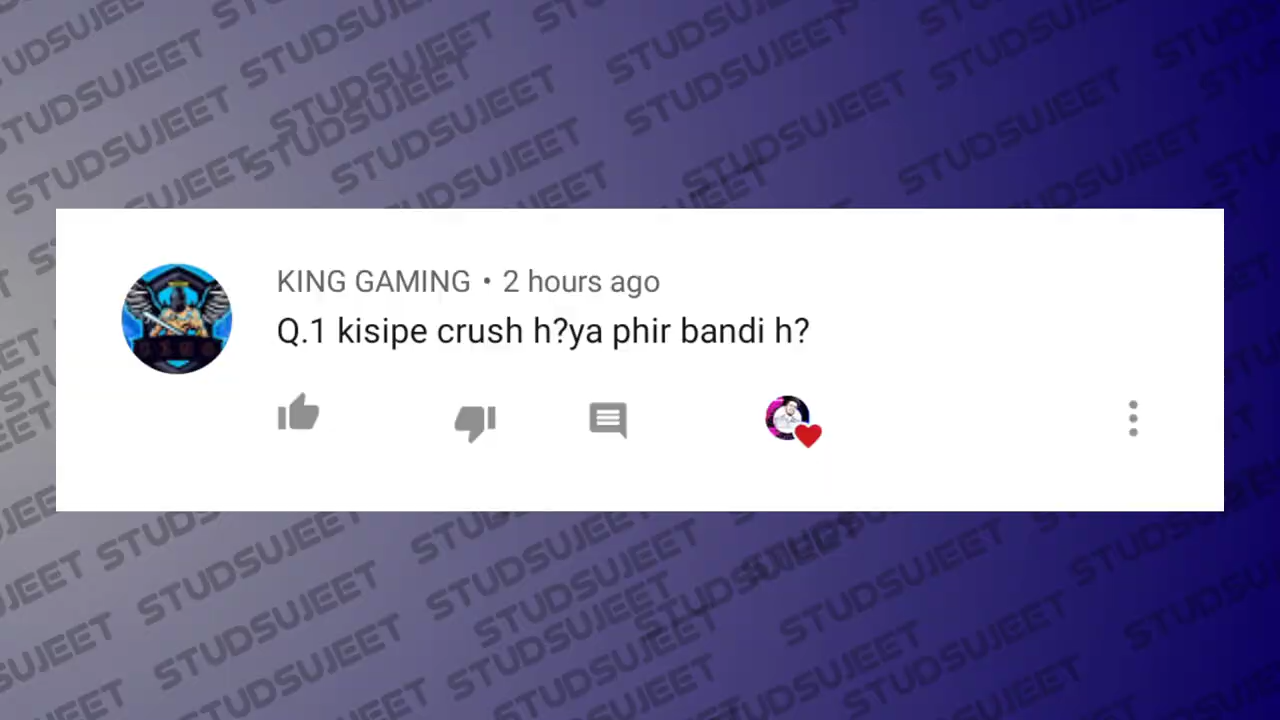 STUDSUJEET
KING GAMING • 2 hours ago
Q.1 kisipe crush h?ya phir bandi h?